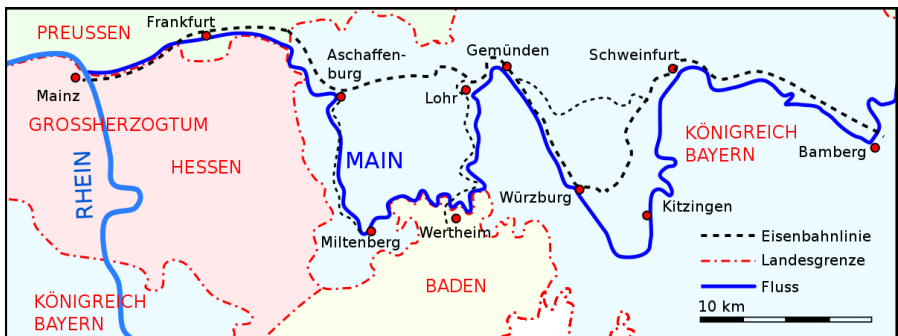 Frankfurt
PREUSSEN
Gemünden
Schweinfurt
Aschaffen-
burg
Mainz
Lohr
GROSSHERZOGTUM
HESSEN
MAIN
KÖNIGREICH
BAYERN
Bamberg
RHEIN
Würzburg
Kitzingen
Miltenberg
Wertheim
Eisenbahnlinie
Landesgrenze
Fluss
BADEN
KÖNIGREICH
BAYERN
10 km